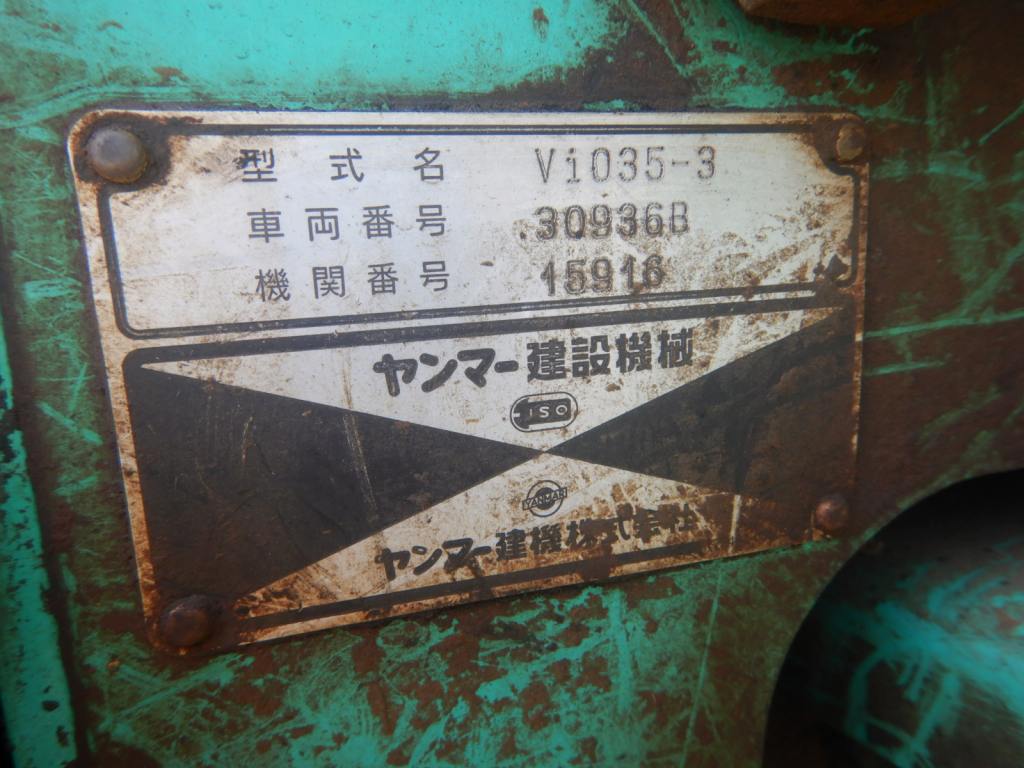 型式名 ViO35-3
車両番号 30936B
機関番号 15916
ヤンマー建設機械
ISO
YANMAR
ヤンマー建機株式会社